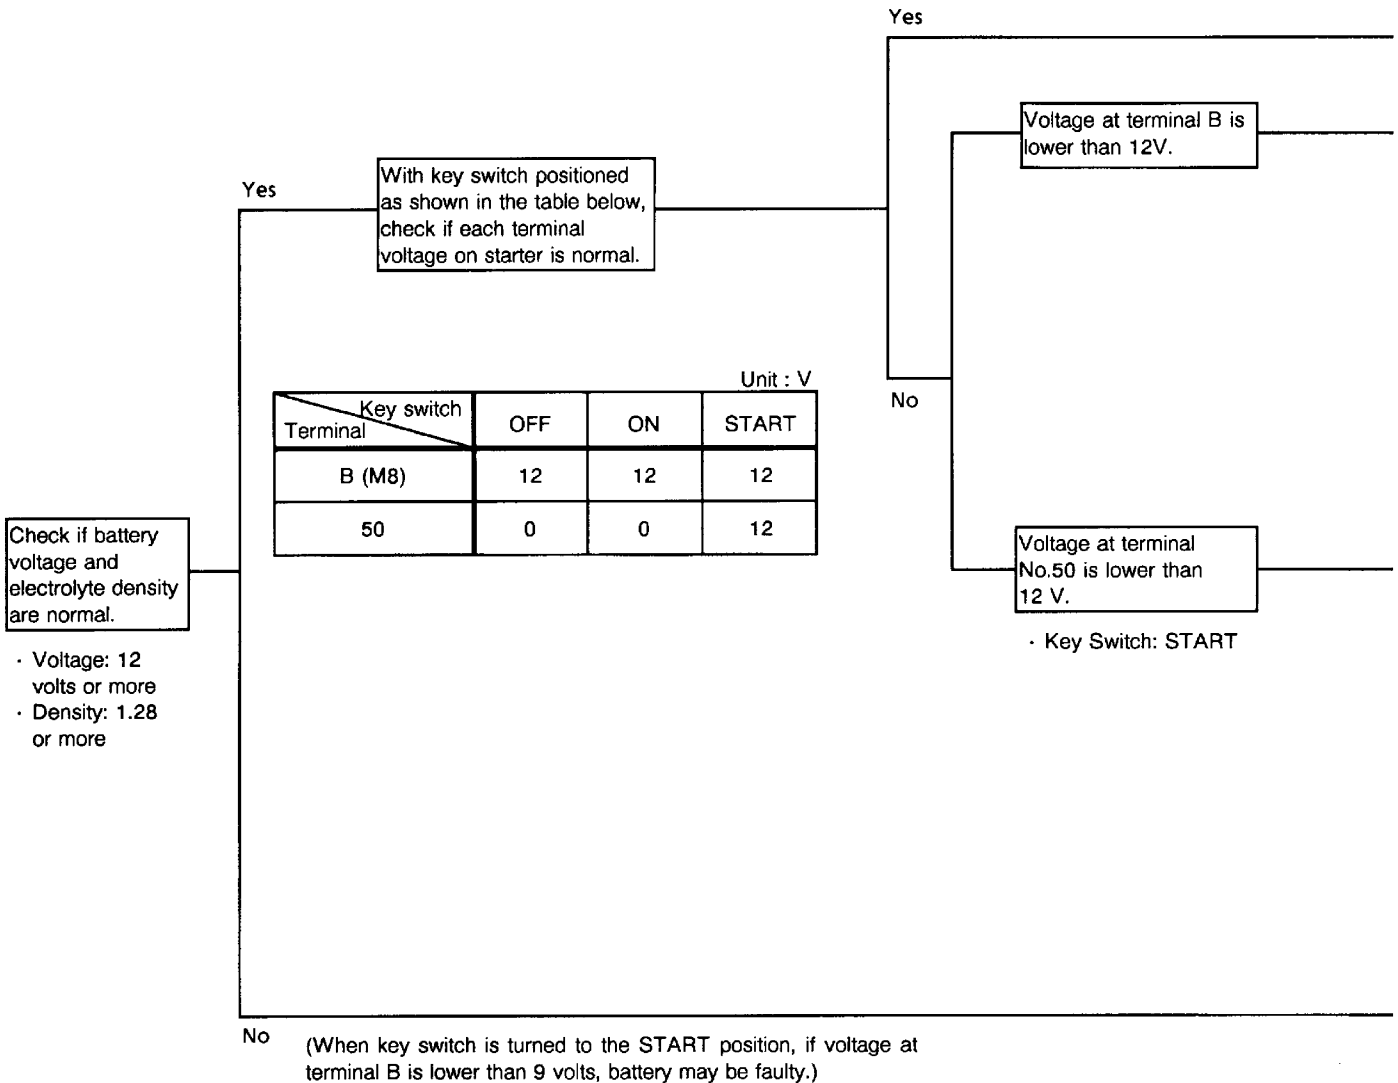 Yes
Voltage at terminal B is
lower than 12V.
Yes
With key switch positioned
as shown in the table below,
check if each terminal
voltage on starter is normal.
No
Unit : V
Key switch
Terminal
OFF ON START
B (M8) 12 12 12
50 0 0 12
Check if battery
voltage and
electrolyte density
are normal.
· Voltage: 12
volts or more
· Density: 1.28
or more
Voltage at terminal
No.50 is lower than
12 V.
· Key Switch: START
No
(When key switch is turned to the START position, if voltage at
terminal B is lower than 9 volts, battery may be faulty.)